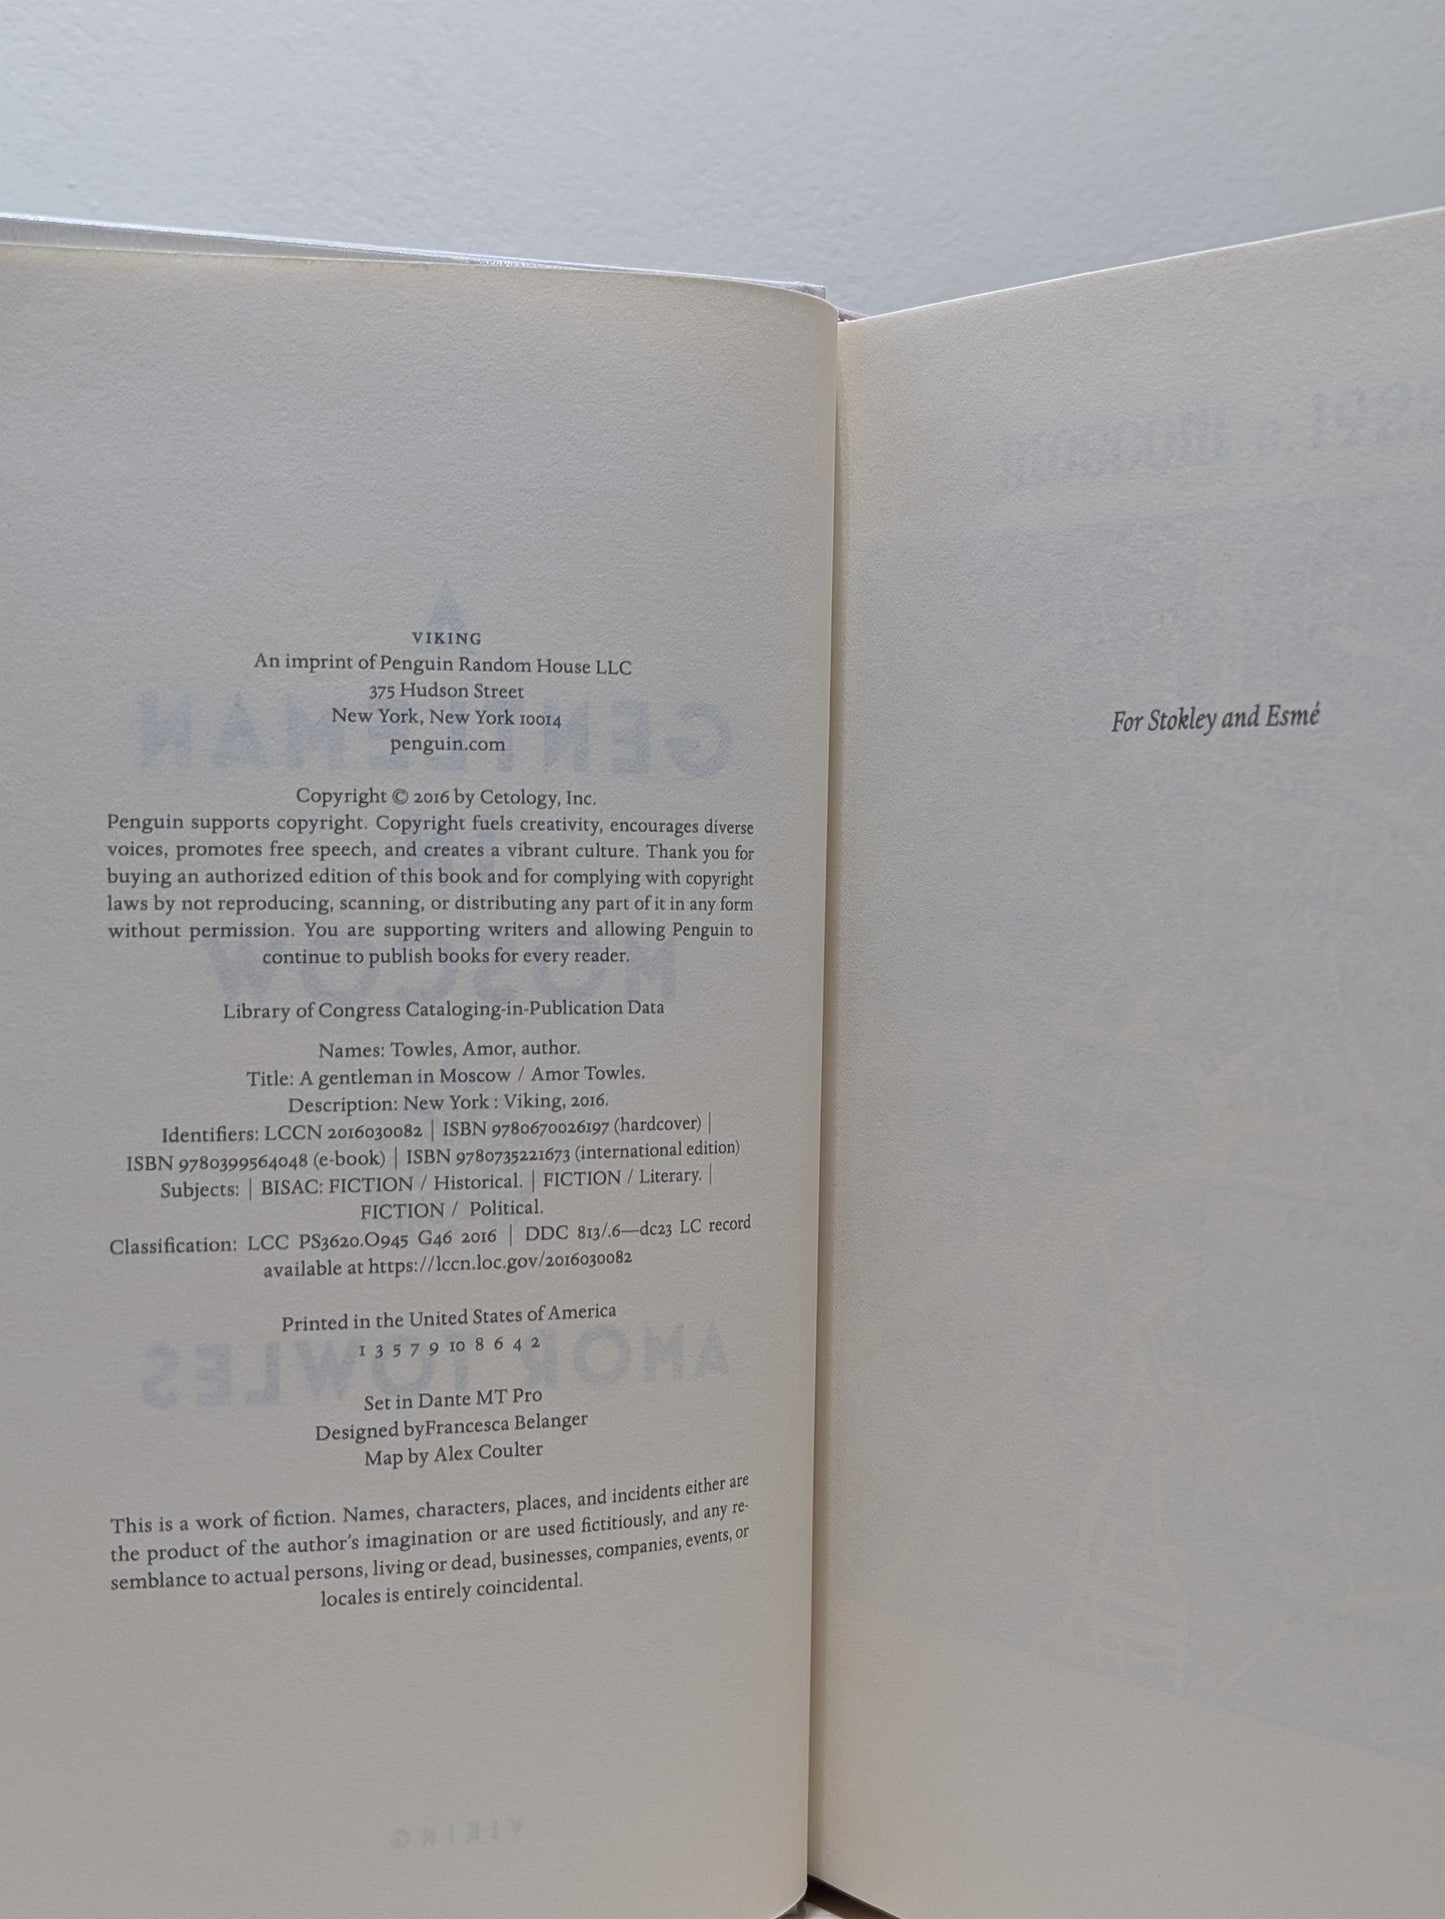 VIKING
An imprint of Penguin Random House LLC
375 Hudson Street
New York, New York 10014
penguin.com
Copyright © 2016 by Cetology, Inc.
Penguin supports copyright. Copyright fuels creativity, encourages diverse
voices, promotes free speech, and creates a vibrant culture. Thank you for
buying an authorized edition of this book and for complying with copyright
laws by not reproducing, scanning, or distributing any part of it in any form
without permission. You are supporting writers and allowing Penguin to
continue to publish books for every reader.
Library of Congress Cataloging-in-Publication Data
Names: Towles, Amor, author.
Title: A gentleman in Moscow / Amor Towles.
Description: New York : Viking, 2016.
Identifiers: LCCN 2016030082 | ISBN 9780670026197 (hardcover) |
ISBN 9780399564048 (e-book) | ISBN 9780735221673 (international edition)
Subjects: | BISAC: FICTION / Historical. | FICTION / Literary. |
FICTION / Political.
Classification: LCC PS3620.O945 G46 2016 | DDC 813/.6—dc23 LC record
available at https://lccn.loc.gov/2016030082
Printed in the United States of America
1 3 5 7 9 10 8 6 4 2
Set in Dante MT Pro
Designed byFrancesca Belanger
Map by Alex Coulter
This is a work of fiction. Names, characters, places, and incidents either are
the product of the author's imagination or are used fictitiously, and any re-
semblance to actual persons, living or dead, businesses, companies, events, or
locales is entirely coincidental.
For Stokley and Esmé